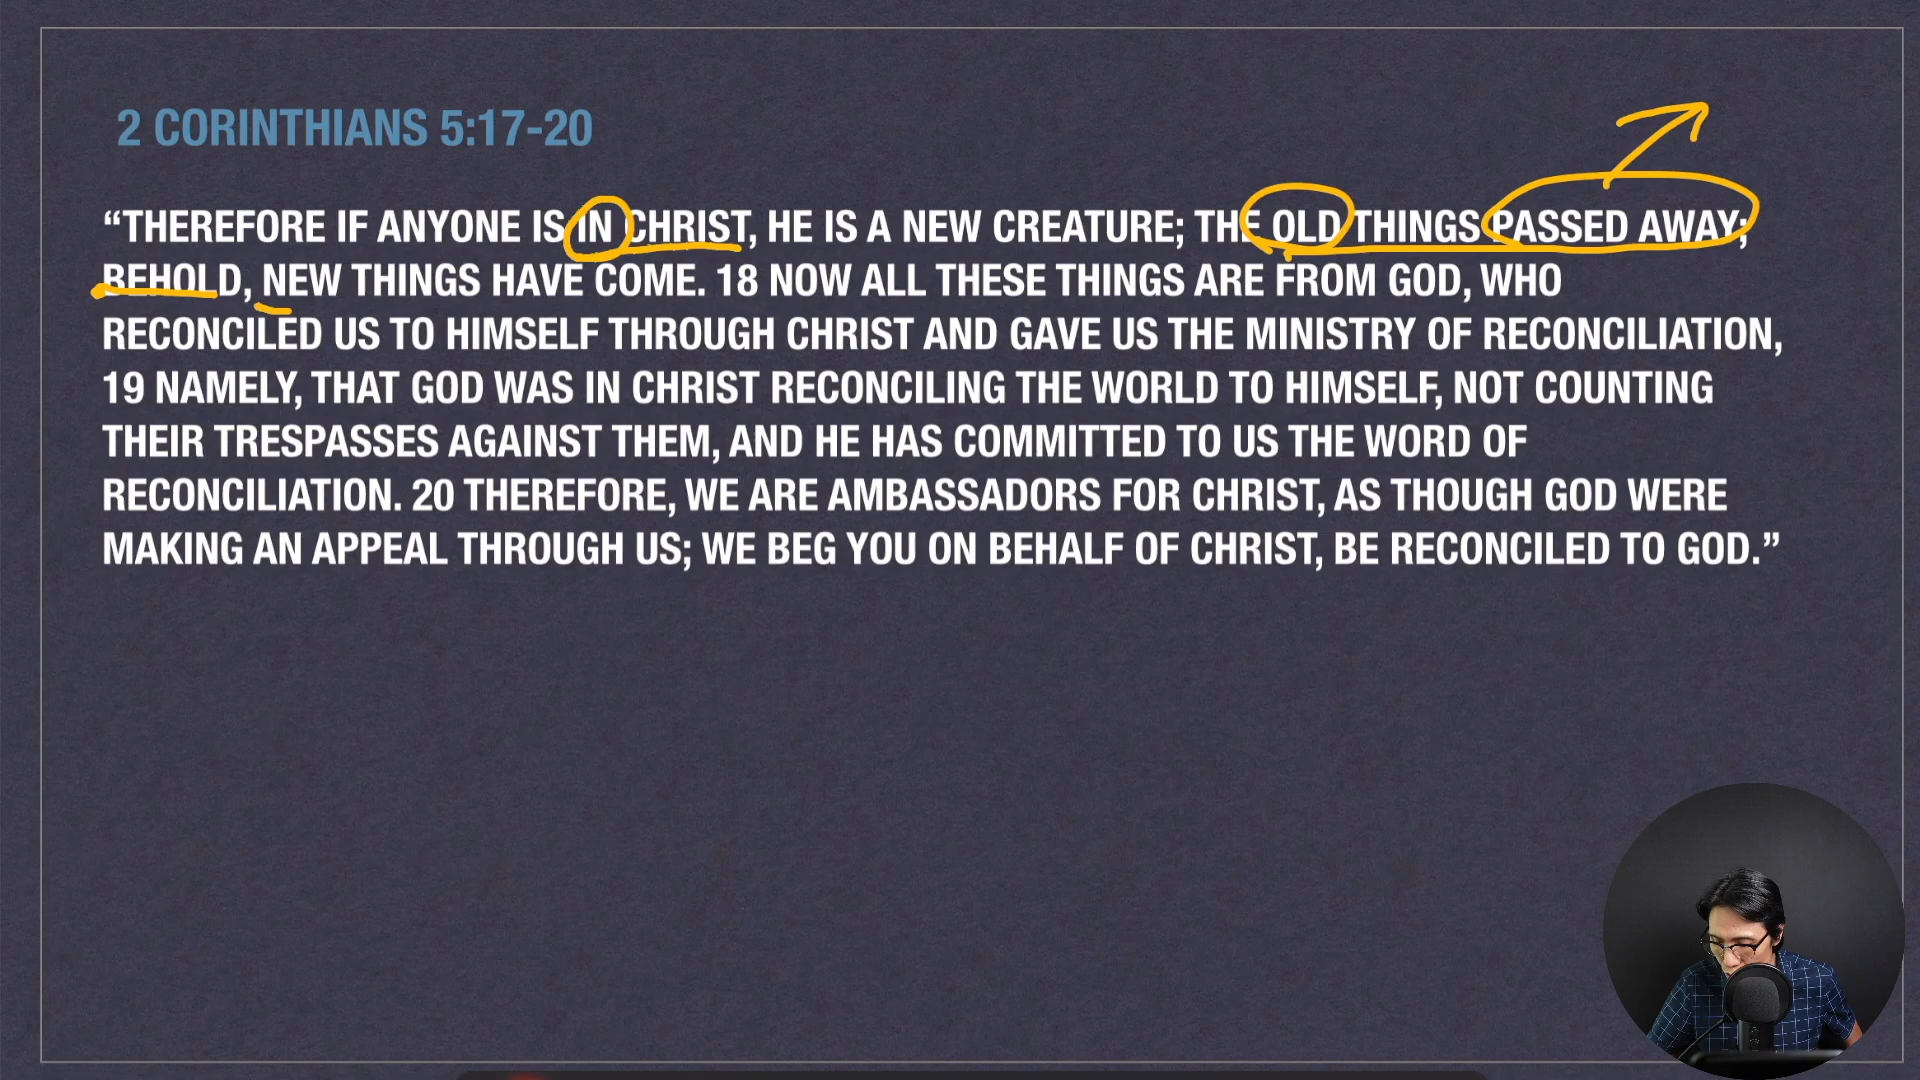 2 CORINTHIANS 5:17-20
“THEREFORE IF ANYONE IS IN CHRIST, HE IS A NEW CREATURE; THE OLD THINGS PASSED AWAY;
BEHOLD, NEW THINGS HAVE COME. 18 NOW ALL THESE THINGS ARE FROM GOD, WHO
RECONCILED US TO HIMSELF THROUGH CHRIST AND GAVE US THE MINISTRY OF RECONCILIATION,
19 NAMELY, THAT GOD WAS IN CHRIST RECONCILING THE WORLD TO HIMSELF, NOT COUNTING
THEIR TRESPASSES AGAINST THEM, AND HE HAS COMMITTED TO US THE WORD OF
RECONCILIATION. 20 THEREFORE, WE ARE AMBASSADORS FOR CHRIST, AS THOUGH GOD WERE
MAKING AN APPEAL THROUGH US; WE BEG YOU ON BEHALF OF CHRIST, BE RECONCILED TO GOD.”